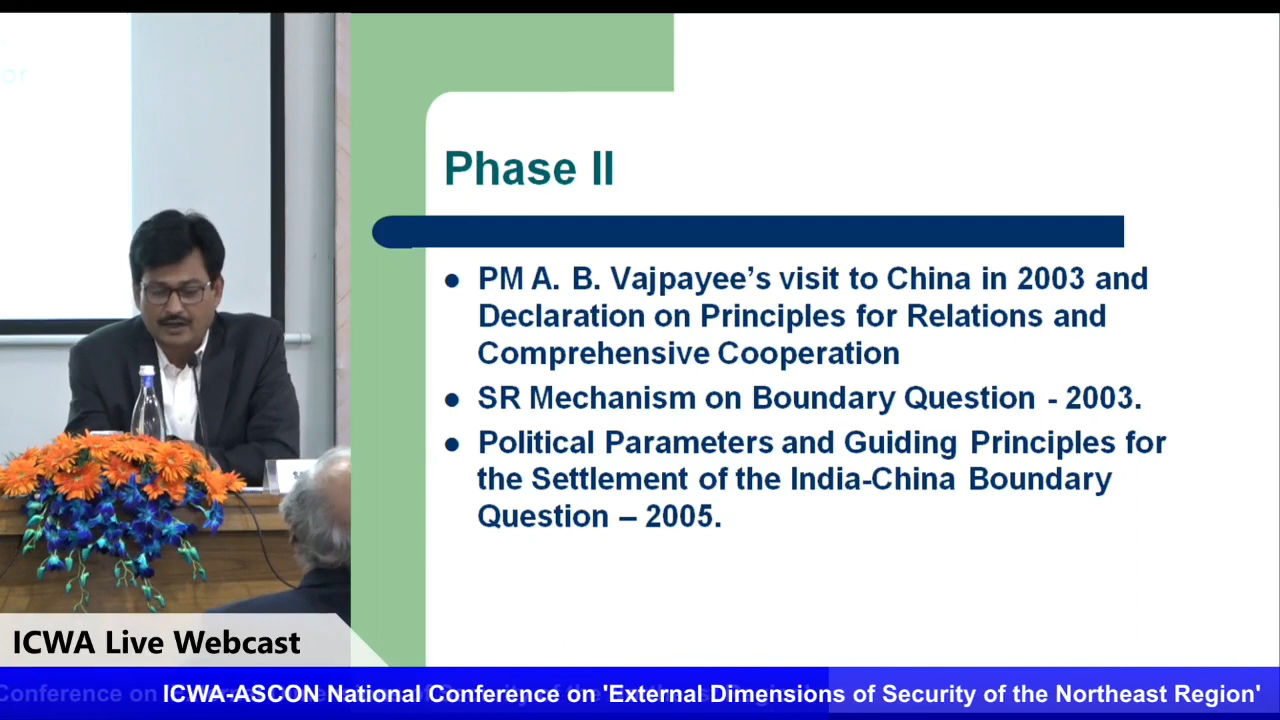 Phase II
PM A. B. Vajpayee's visit to China in 2003 and
Declaration on Principles for Relations and
Comprehensive Cooperation
SR Mechanism on Boundary Question - 2003.
Political Parameters and Guiding Principles for
the Settlement of the India-China Boundary
Question – 2005.
ICWA Live Webcast
Conference on
ICWA-ASCON National Conference on 'External Dimensions of Security of the Northeast Region'